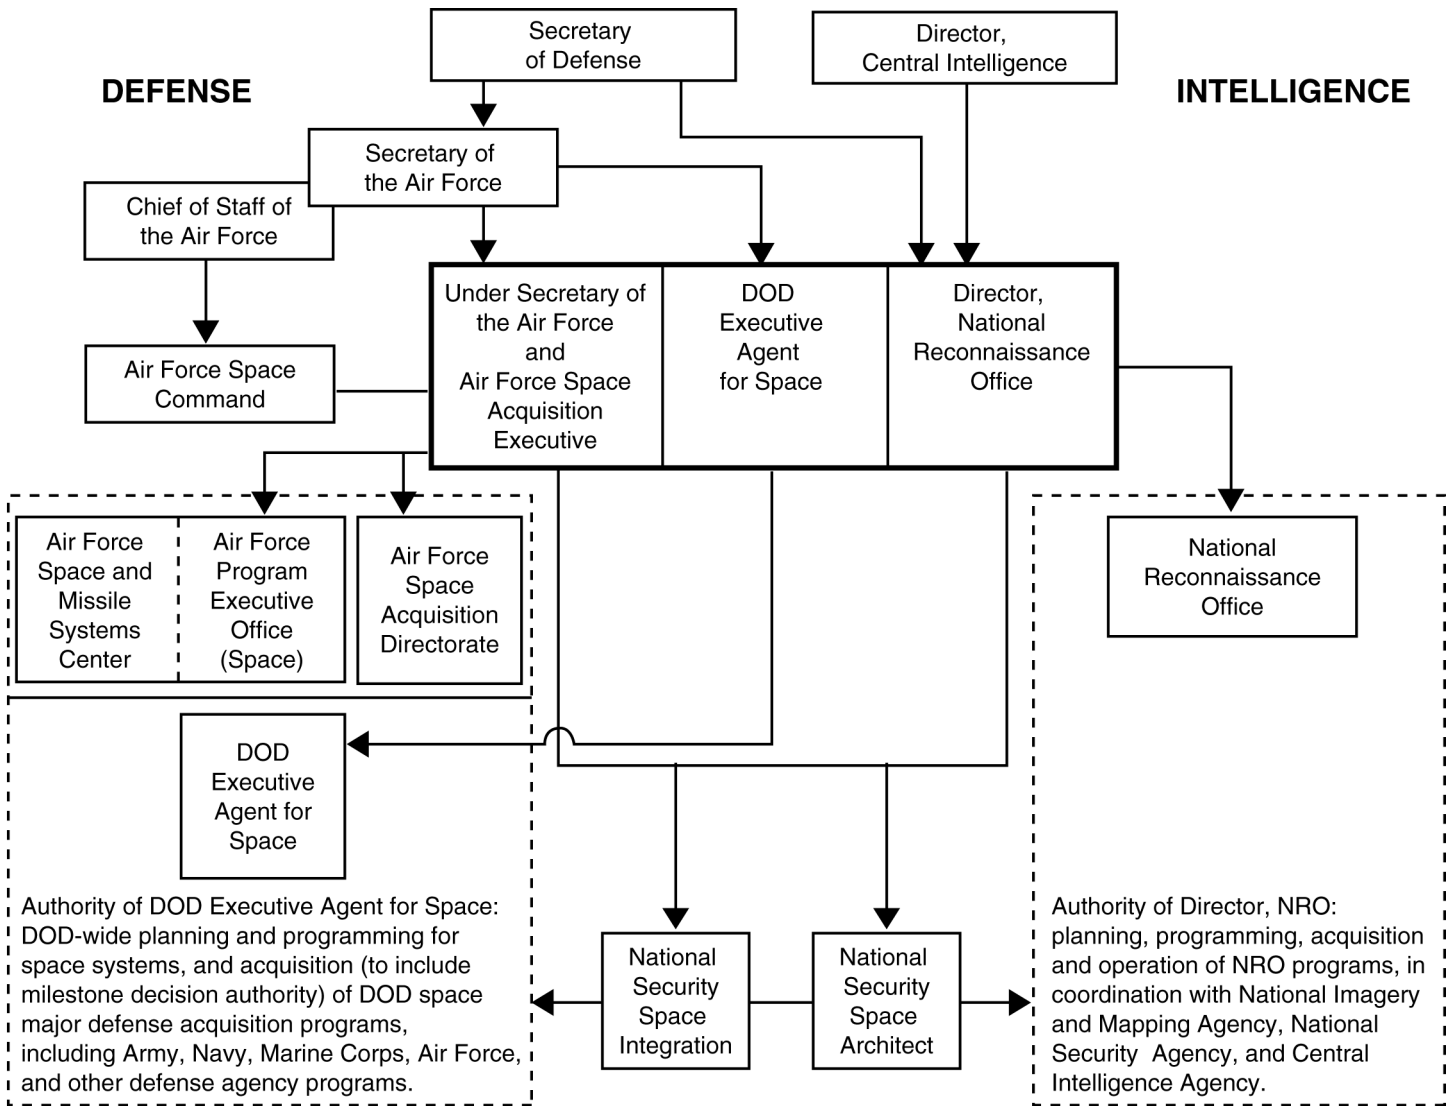 Secretary
of Defense
Director,
Central Intelligence
DEFENSE
INTELLIGENCE
Secretary of
the Air Force
Chief of Staff of
the Air Force
Under Secretary of
the Air Force
and
Air Force Space
Acquisition
Executive
DOD
Executive
Agent
for Space
Director,
National
Reconnaissance
Office
Air Force Space
Command
Air Force
Space and
Missile
Systems
Center
Air Force
Program
Executive
Office
(Space)
Air Force
Space
Acquisition
Directorate
National
Reconnaissance
Office
DOD
Executive
Agent for
Space
Authority of DOD Executive Agent for Space:
DOD-wide planning and programming for
space systems, and acquisition (to include
milestone decision authority) of DOD space
major defense acquisition programs,
including Army, Navy, Marine Corps, Air Force,
and other defense agency programs.
National
Security
Space
Integration
National
Security
Space
Architect
Authority of Director, NRO:
planning, programming, acquisition
and operation of NRO programs, in
coordination with National Imagery
and Mapping Agency, National
Security Agency, and Central
Intelligence Agency.